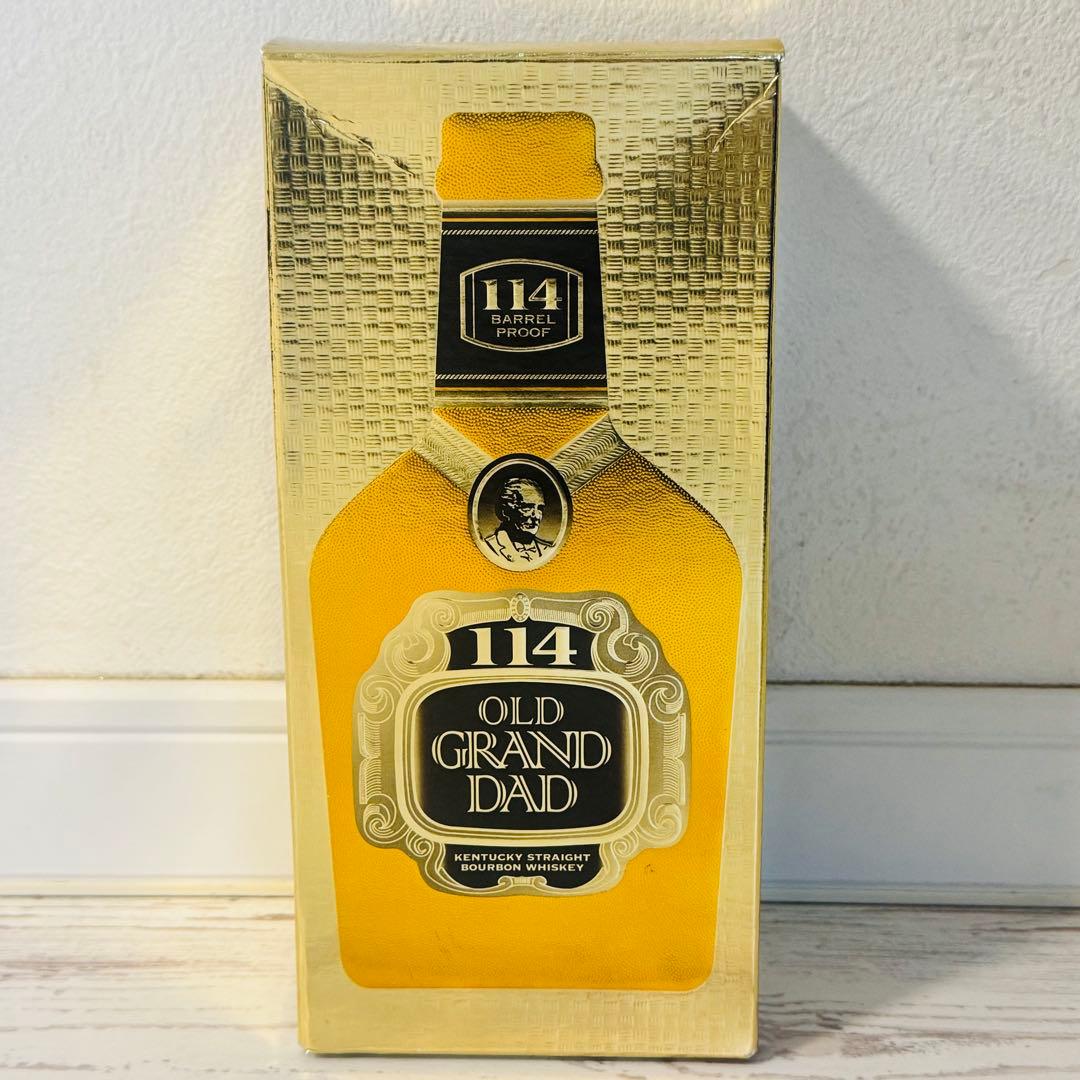 114
BARREL
PROOF
114
OLD
GRAND
DAD
KENTUCKY STRAIGHT
BOURBON WHISKEY